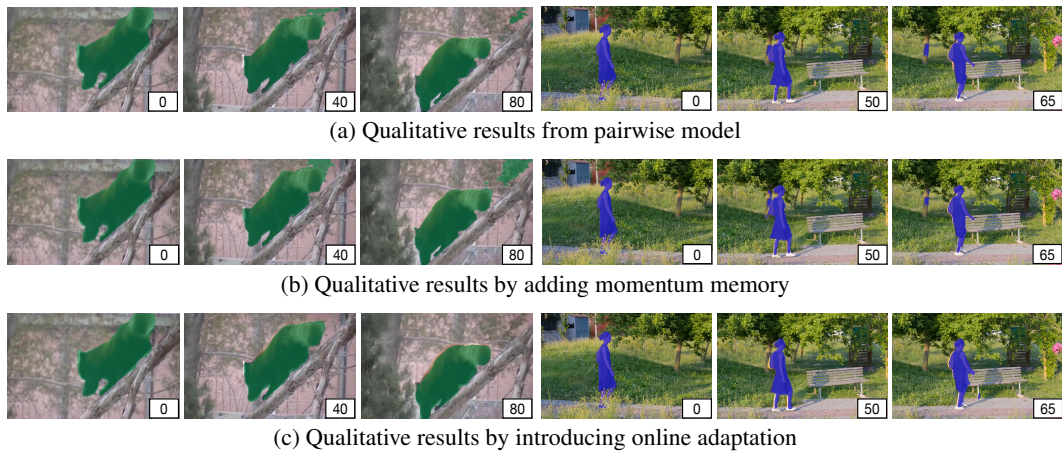 0 40 80 0 50 65
(a) Qualitative results from pairwise model
0 40 80 0 50 65
(b) Qualitative results by adding momentum memory
0 40 80 0 50 65
(c) Qualitative results by introducing online adaptation